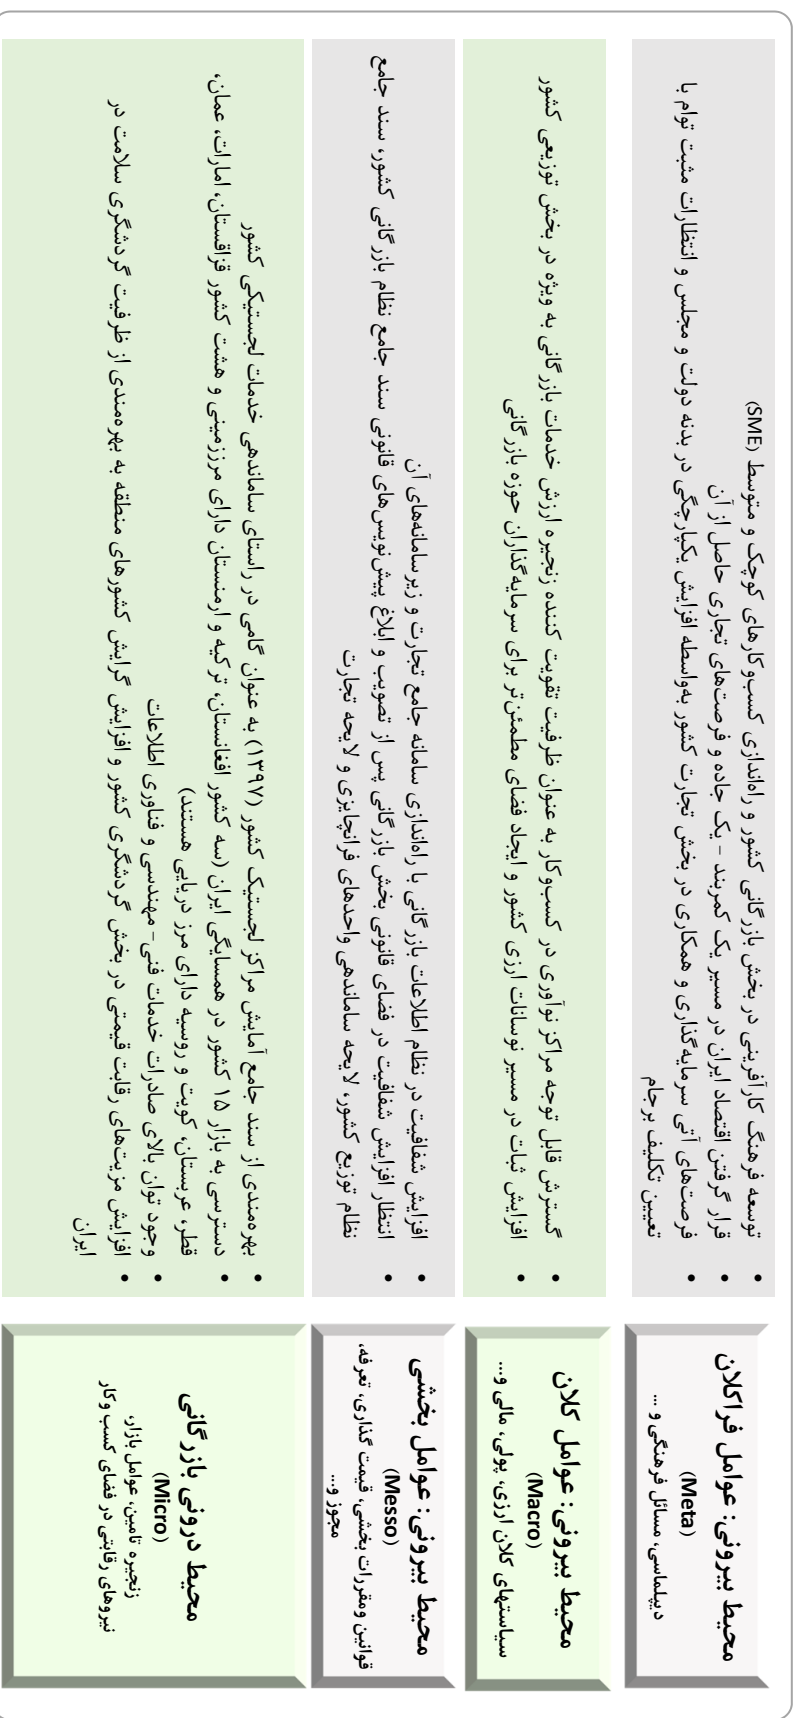 محیط بیرونی: عوامل فراکلان
(Meta)
دیپلماسی، مسائل فرهنگی و ...
• توسعه فرهنگ کارآفرینی در بخش بازرگانی کشور و راه‌اندازی کسب‌وکارهای کوچک و متوسط (SME)
• قرار گرفتن اقتصاد ایران در مسیر یک کمربند - یک جاده و فرصت‌های تجاری حاصل از آن
• فرصت‌های آتی سرمایه‌گذاری و همکاری در بخش تجارت کشور به‌واسطه افزایش یکپارچگی در بدنه دولت و مجلس و انتظارات مثبت توام با
تعیین تکلیف برجام
محیط بیرونی: عوامل کلان
(Macro)
سیاستهای کلان ارزی، پولی، مالی و...
• گسترش قابل توجه مراکز نوآوری در کسب‌وکار به عنوان ظرفیت تقویت کننده زنجیره ارزش خدمات بازرگانی به ویژه در بخش توزیعی کشور
• افزایش ثبات در مسیر نوسانات ارزی کشور و ایجاد فضای مطمئن‌تر برای سرمایه‌گذاران حوزه بازرگانی
محیط بیرونی: عوامل بخشی
(Messo)
قوانین ومقررات بخشی، قیمت گذاری، تعرفه،
مجوز و...
• افزایش شفافیت در نظام اطلاعات بازرگانی با راه‌اندازی سامانه جامع تجارت و زیرسامانه‌های آن
• انتظار افزایش شفافیت در فضای قانونی بخش بازرگانی پس از تصویب و ابلاغ پیش‌نویس‌های قانونی سند جامع نظام بازرگانی کشور، سند جامع
نظام توزیع کشور، لایحه ساماندهی واحدهای فرانچایزی و لایحه تجارت
محیط درونی بازرگانی
(Micro)
زنجیره تامین، عوامل بازار،
نیروهای رقابتی در فضای کسب وکار
• بهره‌مندی از سند جامع آمایش مراکز لجستیک کشور (۱۳۹۷) به عنوان گامی در راستای ساماندهی خدمات لجستیکی کشور
• دسترسی به بازار ۱۵ کشور در همسایگی ایران (سه کشور افغانستان، ترکیه و ارمنستان دارای مرززمینی و هشت کشور قزاقستان، امارات، عمان،
قطر، عربستان، کویت و روسیه دارای مرز دریایی هستند)
• وجود توان بالای صادرات خدمات فنی- مهندسی و فناوری اطلاعات
• افزایش مزیت‌های رقابت قیمتی در بخش گردشگری کشور و افزایش گرایش کشورهای منطقه به بهره‌مندی از ظرفیت گردشگری سلامت در
ایران